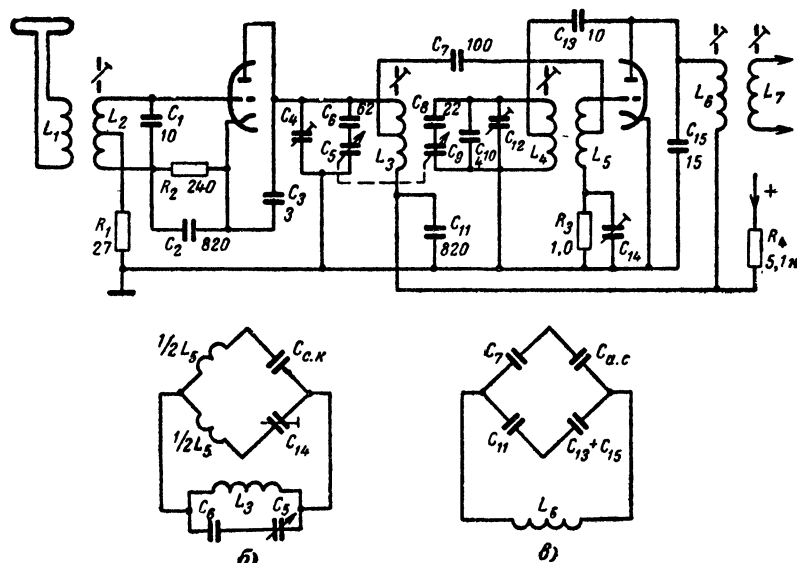 C₁₃ 10
C₇ 100
L₁
L₂
C₁
10
C₄
C₆ 62
C₅
L₃
C₈ 22
C₉
C₁₀
4
C₁₂
L₄
L₅
C₁₅
15
L₆
L₇
R₂ 240
C₂ 820
C₃
3
R₁
27
C₁₁
820
R₃
1,0
C₁₄
+
R₄
5,1к
½L₅
Cс.к
½L₅
C₁₄
L₃
C₆
C₅
б)
C₇
Cа.с
C₁₁
C₁₃+C₁₅
L₆
в)